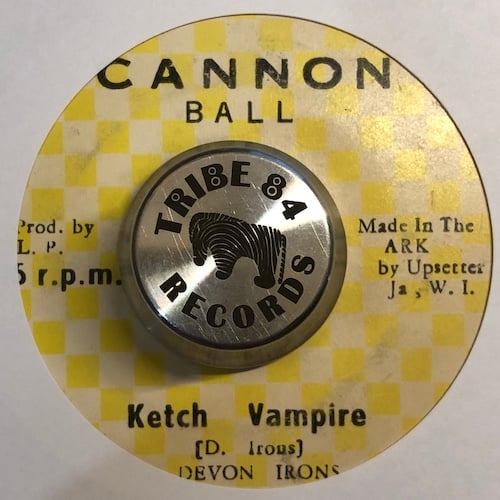 CANNON
BALL
TRIBE 84
RECORDS
Prod. by
L. P.
5 r.p.m.
Made In The
ARK
by Upsetter
Ja, W. I.
Ketch Vampire
[D. Irons]
DEVON IRONS